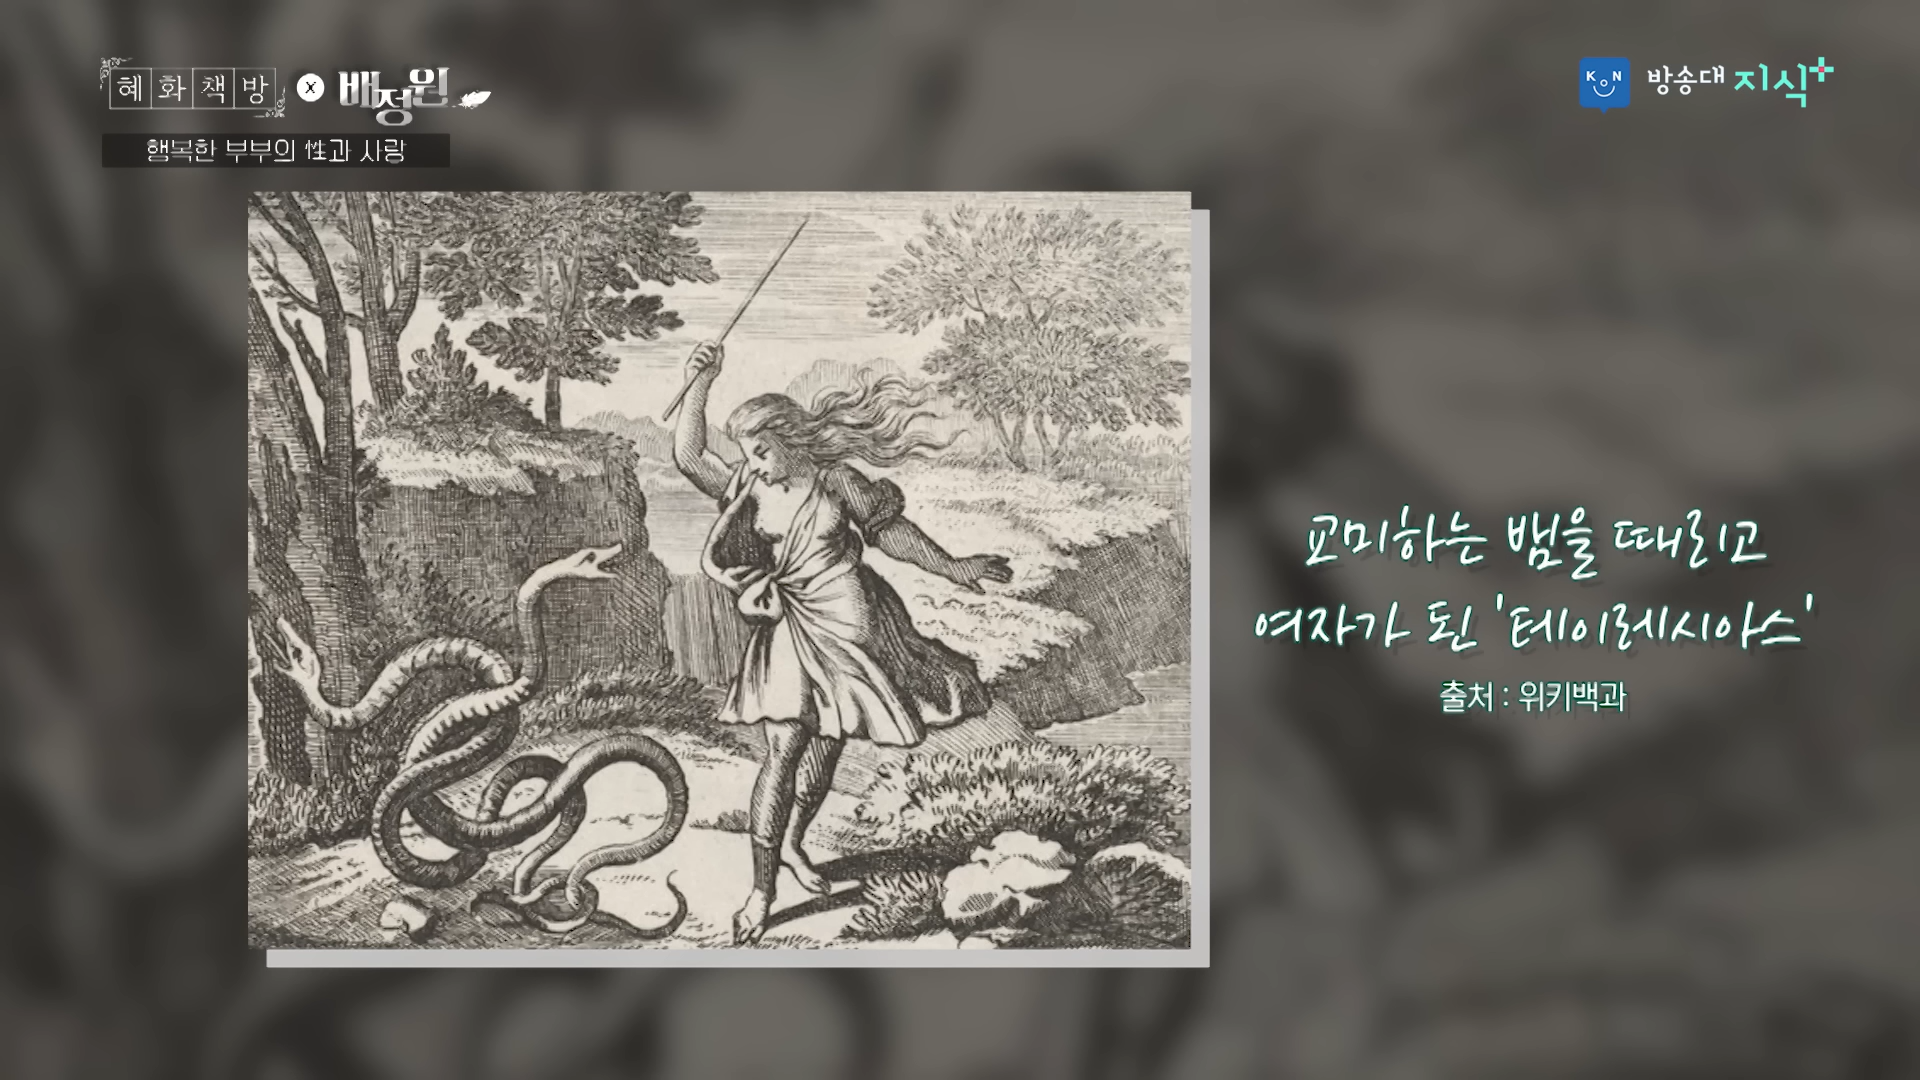 혜화책방 X 배정원
행복한 부부의 性과 사랑
KON 방송대 지식+
교미하는 뱀을 때리고
여자가 된 '테이레시아스'
출처 : 위키백과